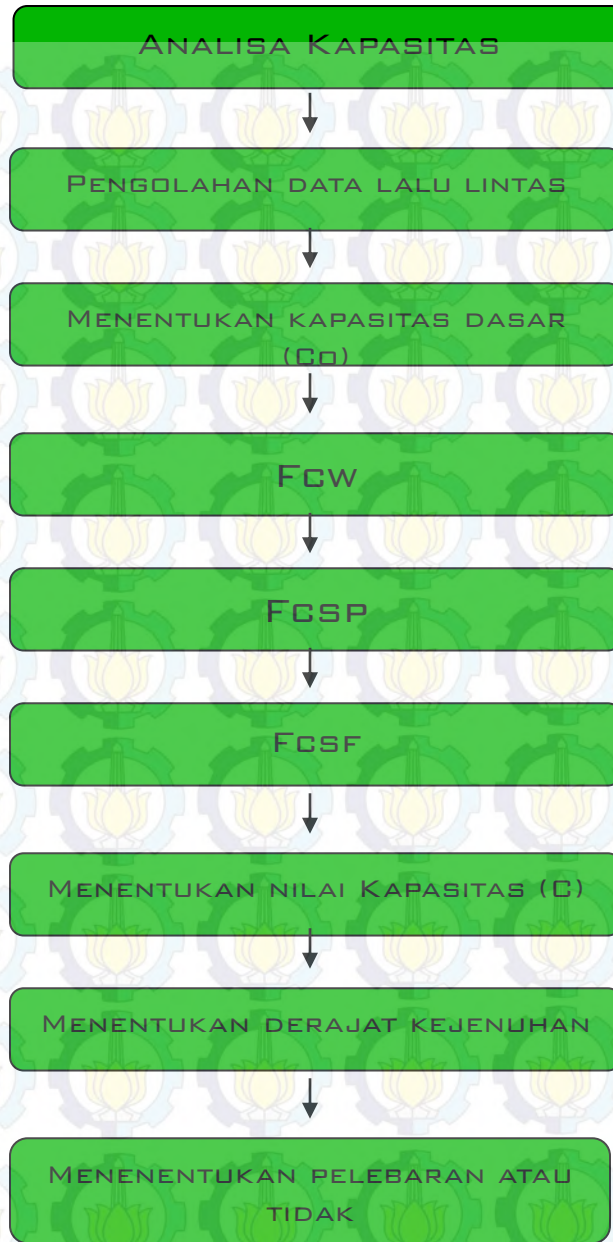 Analisa Kapasitas
Pengolahan data lalu lintas
Menentukan kapasitas dasar
(Co)
Fcw
Fcsp
Fcsf
Menentukan nilai Kapasitas (C)
Menentukan derajat kejenuhan
Menenentukan pelebaran atau
tidak